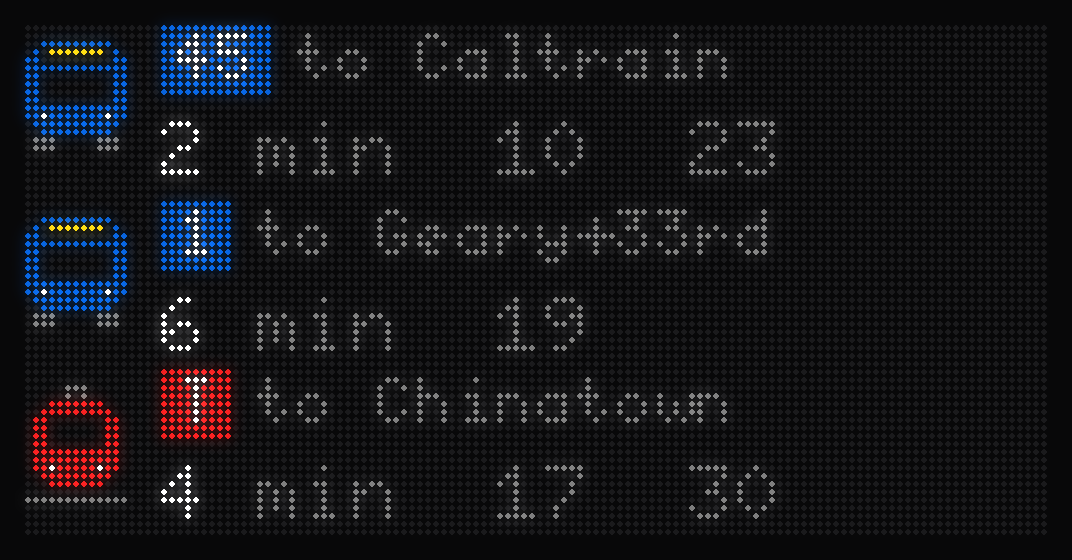 45 to Caltrain
2 min 10 23
1 to Geary+33rd
6 min 19
T to Chinatown
4 min 17 30